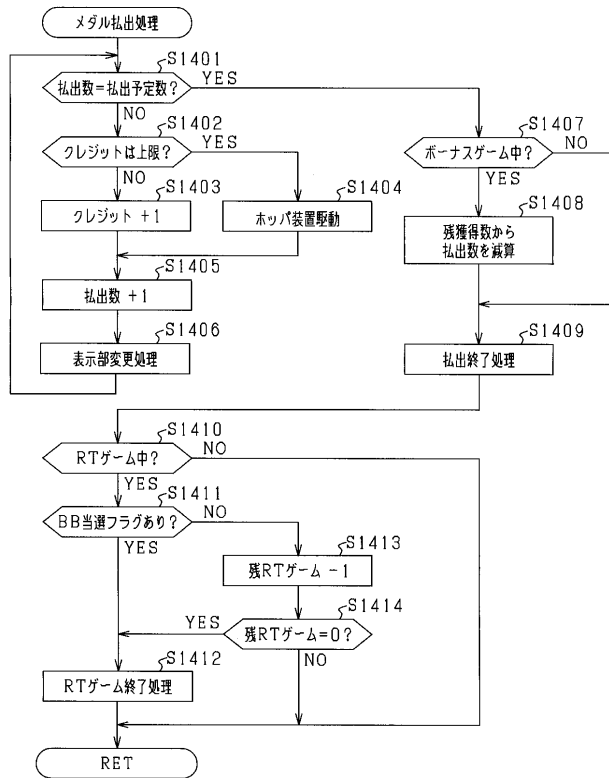 メダル払出処理
S1401
払出数=払出予定数?
YES
NO
S1402
クレジットは上限?
YES
NO
S1403
クレジット +1
S1404
ホッパ装置駆動
S1405
払出数 +1
S1406
表示部変更処理
S1407
ボーナスゲーム中?
NO
YES
S1408
残獲得数から
払出数を減算
S1409
払出終了処理
S1410
RTゲーム中?
NO
YES
S1411
BB当選フラグあり?
NO
YES
S1413
残RTゲーム -1
S1414
残RTゲーム=0?
YES
NO
S1412
RTゲーム終了処理
RET